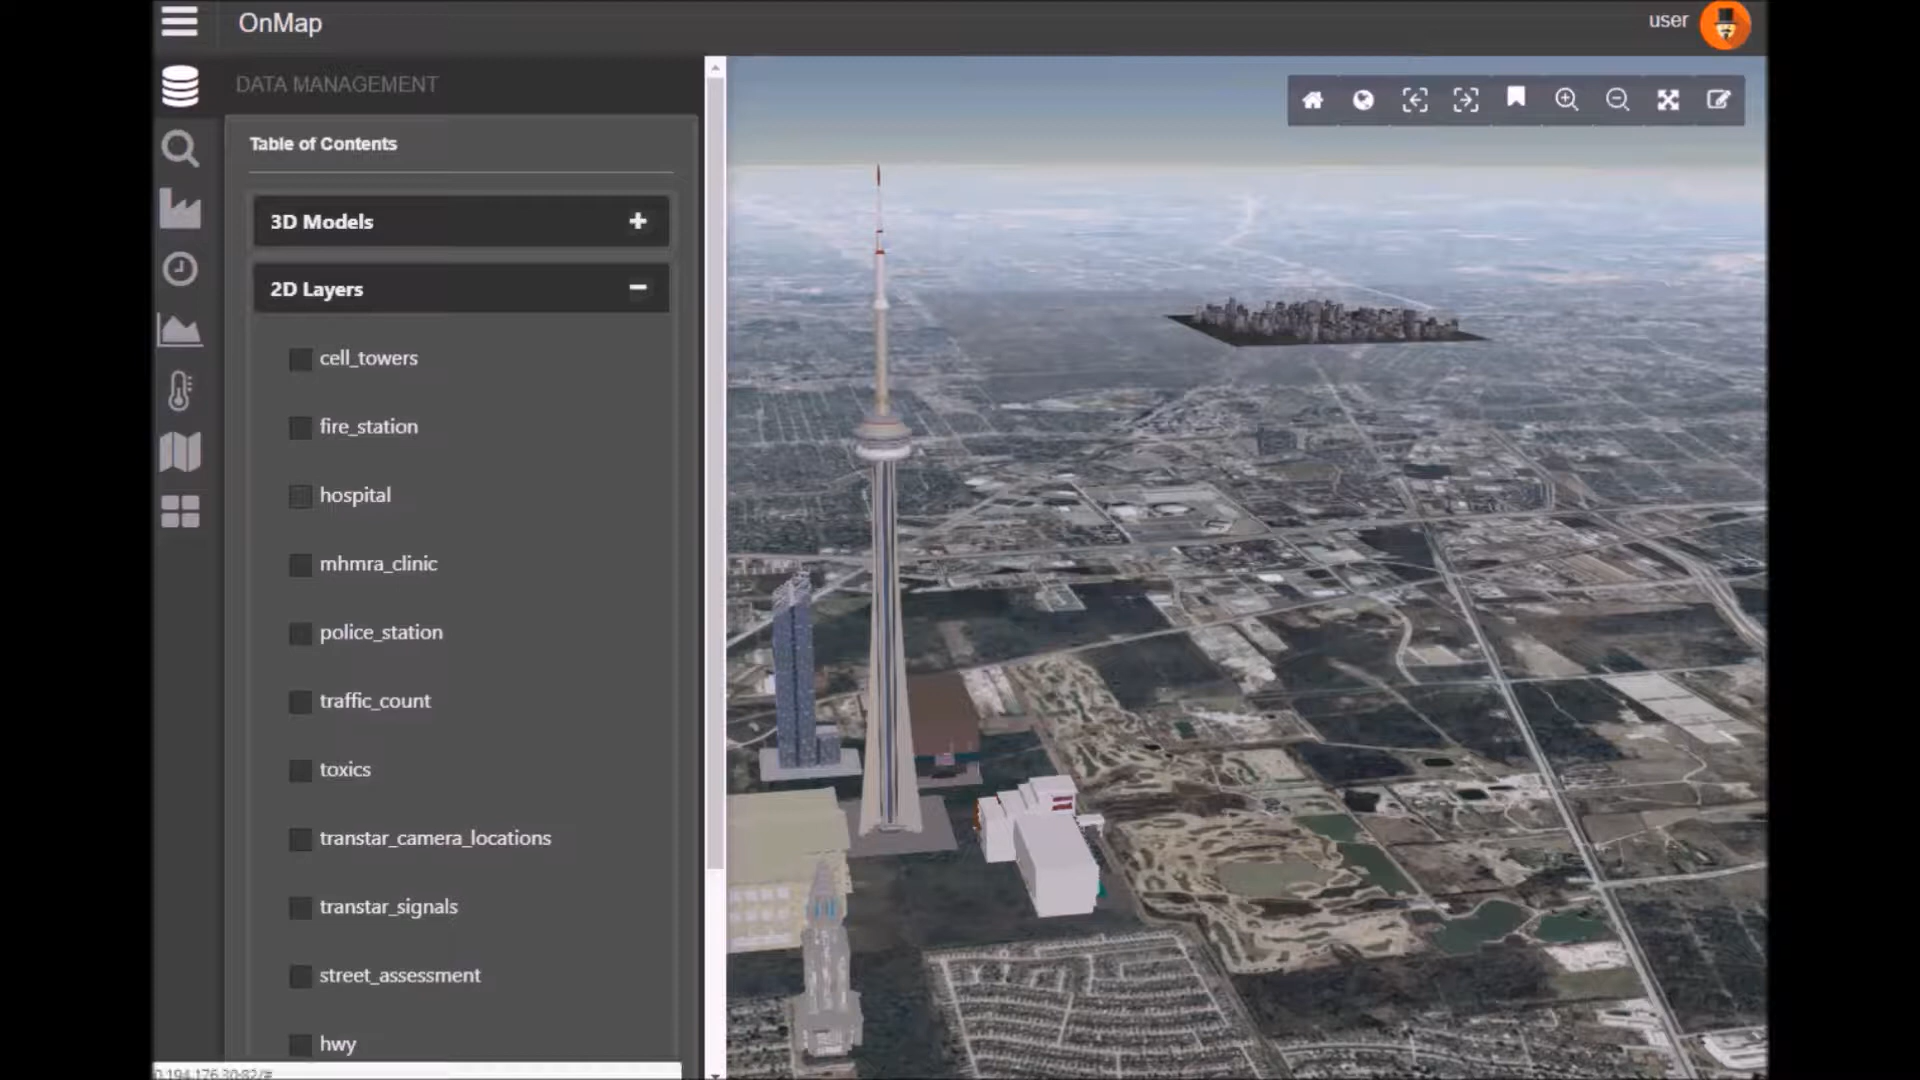 OnMap
user
DATA MANAGEMENT
Table of Contents
3D Models
2D Layers
cell_towers
fire_station
hospital
mhmra_clinic
police_station
traffic_count
toxics
transtar_camera_locations
transtar_signals
street_assessment
hwy